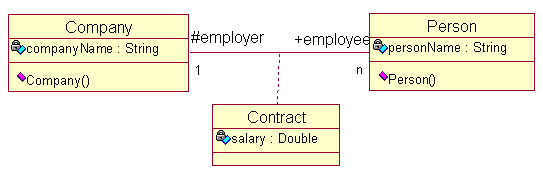 Company
companyName : String
Company()
#employer
+employee
1
n
Person
personName : String
Person()
Contract
salary : Double